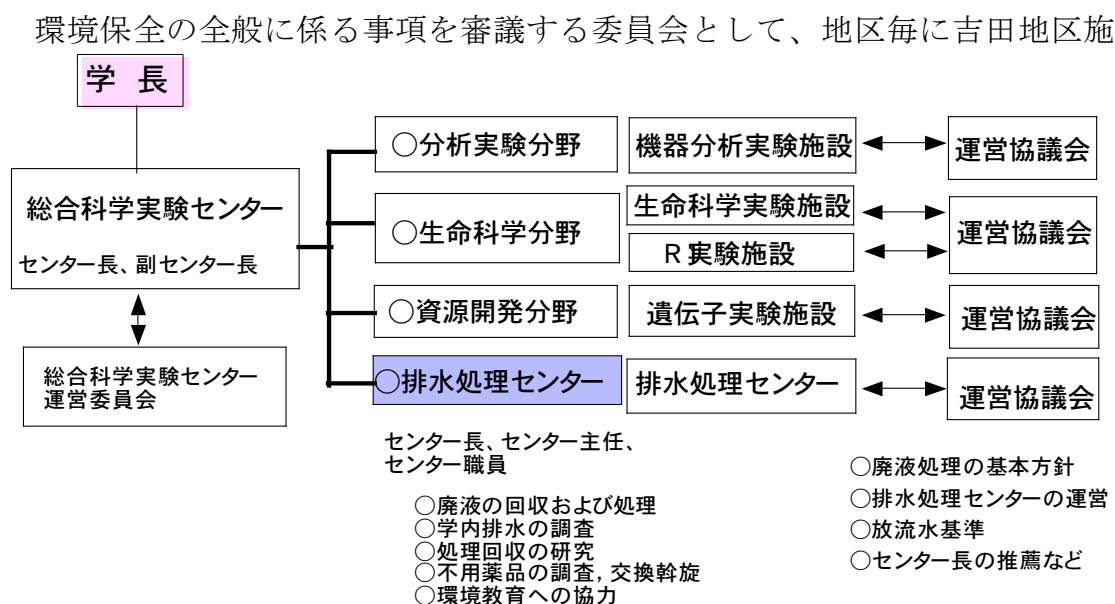 環境保全の全般に係る事項を審議する委員会として、地区毎に吉田地区施
学 長
総合科学実験センター
センター長、副センター長
総合科学実験センター
運営委員会
○分析実験分野
機器分析実験施設
運営協議会
○生命科学分野
生命科学実験施設
R 実験施設
運営協議会
○資源開発分野
遺伝子実験施設
運営協議会
○排水処理センター
排水処理センター
運営協議会
センター長、センター主任、
センター職員
○廃液の回収および処理
○学内排水の調査
○処理回収の研究
○不用薬品の調査, 交換斡旋
○環境教育への協力
○廃液処理の基本方針
○排水処理センターの運営
○放流水基準
○センター長の推薦など